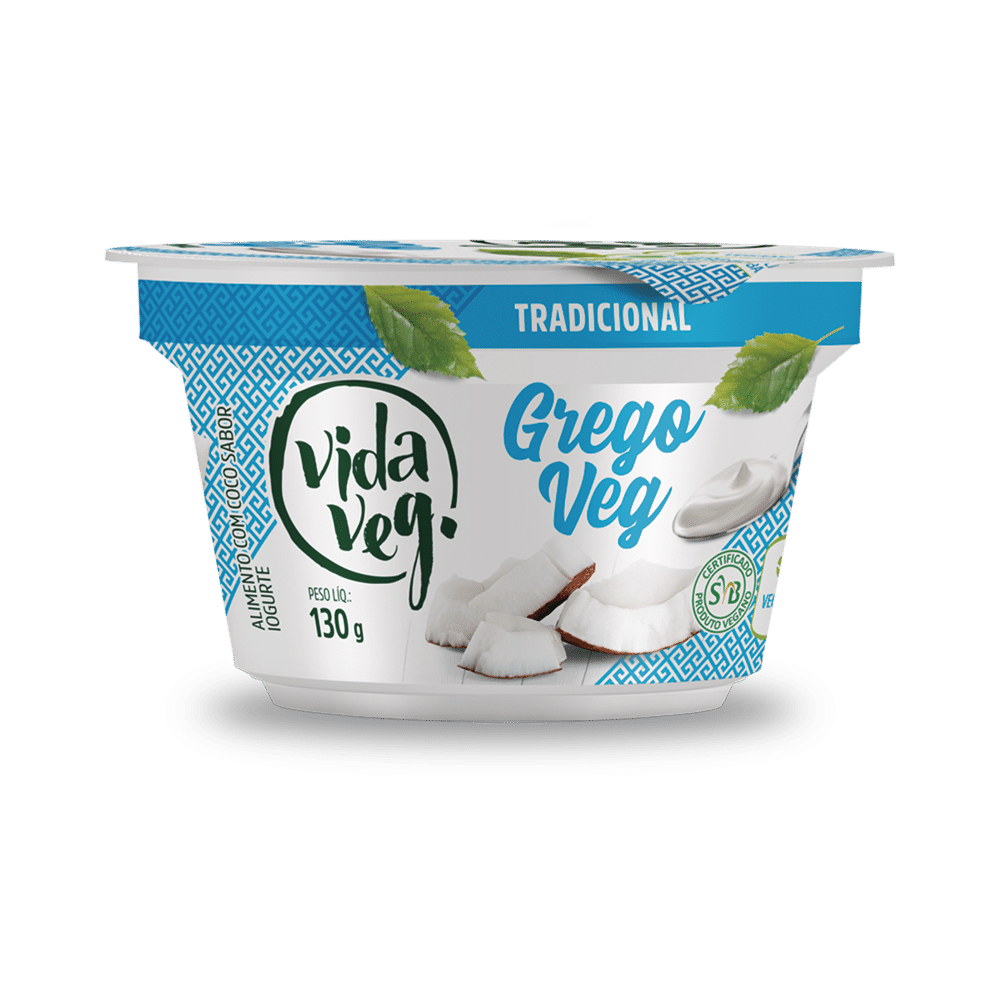 TRADICIONAL
vida
veg.
Grego
Veg
ALIMENTO COM COCO SABOR
IOGURTE
PESO LÍQ.:
130 g
CERTIFICADO
SVB
PRODUTO VEGANO